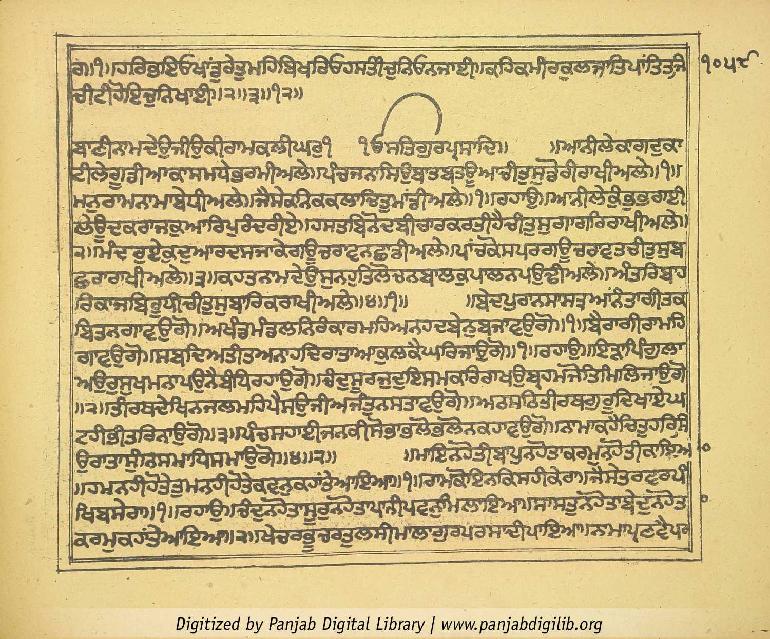 ਗ॥੧॥ਹਰਿਭਇਓਖਾਂਡੁਰੇਤੁਮਹਿਬਿਖਰਿਓਹਸਤੀਚੁਨਿਓਨਜਾਈ॥ਕਹਿਕਮੀਰਕੁਲਜਾਤਿਪਾਂਤਿਤਜਿ
ਚੀਟੀਹੋਇਚੁਨਿਖਾਈ॥੨॥੩॥੧੨॥
੧੦੫੯
ਬਾਣੀਨਾਮਦੇਉਜੀਉਕੀਰਾਮਕਲੀਘਰੁ੧ ੧ਓਸਤਿਗੁਰਪ੍ਰਸਾਦਿ॥ ॥ਆਨੀਲੇਕਾਗਦੁਕਾ
ਟੀਲੇਗੂਡੀਆਕਾਸਮਧੇਭਰਮੀਅਲੇ॥ਪੰਚਜਨਾਸਿਉਬਾਤਬਤਊਆਚੀਤੁਸੁਡੋਰੀਰਾਖੀਅਲੇ॥੧॥
ਮਨੁਰਾਮਨਾਮਾਬੇਧੀਅਲੇ॥ਜੈਸੇਕਨਿਕਕਲਾਚਿਤੁਮਾਂਡੀਅਲੇ॥੧॥ਰਹਾਉ॥ਆਨੀਲੇਕੁੰਭੁਭਰਾਈ
ਲੇਊਦਕਰਾਜਕੁਆਰਿਪੁਰੰਦਰੀਏ॥ਹਸਤਬਿਨੋਦਬੀਚਾਰਕਰਤੀਹੈਚੀਤੁਸੁਗਾਗਰਿਰਾਖੀਅਲੇ॥
੨॥ਮੰਦਰੁਏਕੁਦੁਆਰਦਸਜਾਕੇਗਊਚਰਾਵਨਛਾਡੀਅਲੇ॥ਪਾਂਚਕੋਸਪਰਗਊਚਰਾਵਤਚੀਤੁਸੁਬ
ਛਰਾਰਾਖੀਅਲੇ॥੩॥ਕਹਤਨਾਮਦੇਉਸੁਨਹੁਤਿਲੋਚਨਬਾਲਕੁਪਾਲਨਪਉਢੀਅਲੇ॥ਅੰਤਰਿਬਾਹ
ਰਿਕਾਜਬਿਰੂਧੀਚੀਤੁਸੁਬਾਰਿਕਰਾਖੀਅਲੇ॥੪॥੧॥ ॥ਬੇਦਪੁਰਾਨਸਾਸਤ੍ਰਆਨੰਤਾਗੀਤਕ
ਬਿਤਨਗਾਵਉਗੋ॥ਅਖੰਡਮੰਡਲਨਿਰੰਕਾਰਮਹਿਅਨਹਦਬੇਨੁਬਜਾਵਉਗੋ॥੧॥ਬੈਰਾਗੀਰਾਮਹਿ
ਗਾਵਉਗੋ॥ਸਬਦਿਅਤੀਤਅਨਾਹਦਿਰਾਤਾਆਕੁਲਕੈਘਰਿਜਾਉਗੋ॥੧॥ਰਹਾਉ॥ਇੜਾਪਿੰਗੁਲਾ
ਅਉਰੁਸੁਖਮਨਾਪਉਨੈਬੰਧਿਰਹਾਉਗੋ॥ਚੰਦੁਸੂਰਜੁਦੁਇਸਮਕਰਿਰਾਖਉਬ੍ਰਹਮਜੋਤਿਮਿਲਿਜਾਉਗੋ
॥੨॥ਤੀਰਥਦੇਖਿਨਜਲਮਹਿਪੈਸਉਜੀਅਜੰਤਨਸਤਾਵਉਗੋ॥ਅਠਸਠਿਤੀਰਥਗੁਰੂਦਿਖਾਏਘ
ਟਹੀਭੀਤਰਿਨਾਉਗੋ॥੩॥ਪੰਚਸਹਾਈਜਨਕੀਸੋਭਾਭਲੋਭਲੋਨਕਹਾਵਉਗੋ॥ਨਾਮਾਕਹੈਚਿਤੁਹਰਿਸਿ
ਉਰਾਤਾਸੁੰਨਸਮਾਧਿਸਮਾਉਗੋ॥੪॥੨॥ ॥ਮਾਇਨਹੋਤੀਬਾਪੁਨਹੋਤਾਕਰਮੁਨਹੋਤੀਕਾਇਆ
॥ਹਮਨਹੀਹੋਤੇਤੁਮਨਹੀਹੋਤੇਕਵਨੁਕਹਾਂਤੇਆਇਆ॥੧॥ਰਾਮਕੋਇਨਕਿਸਹੀਕੇਰਾ॥ਜੈਸੇਤਰਵਰਪੰ
ਖਿਬਸੇਰਾ॥੧॥ਰਹਾਉ॥ਚੰਦੁਨਹੋਤਾਸੂਰੁਨਹੋਤਾਪਾਨੀਪਵਨੁਮਿਲਾਇਆ॥ਸਾਸਤੁਨਹੋਤਾਬੇਦੁਨਹੋਤਾ
ਕਰਮੁਕਹਾਂਤੇਆਇਆ॥੨॥ਖੇਚਰਭੂਚਰਤੁਲਸੀਮਾਲਾਗੁਰਪਰਸਾਦੀਪਾਇਆ॥ਨਾਮਾਪ੍ਰਣਵੈਪਰ
Digitized by Panjab Digital Library | www.panjabdigilib.org